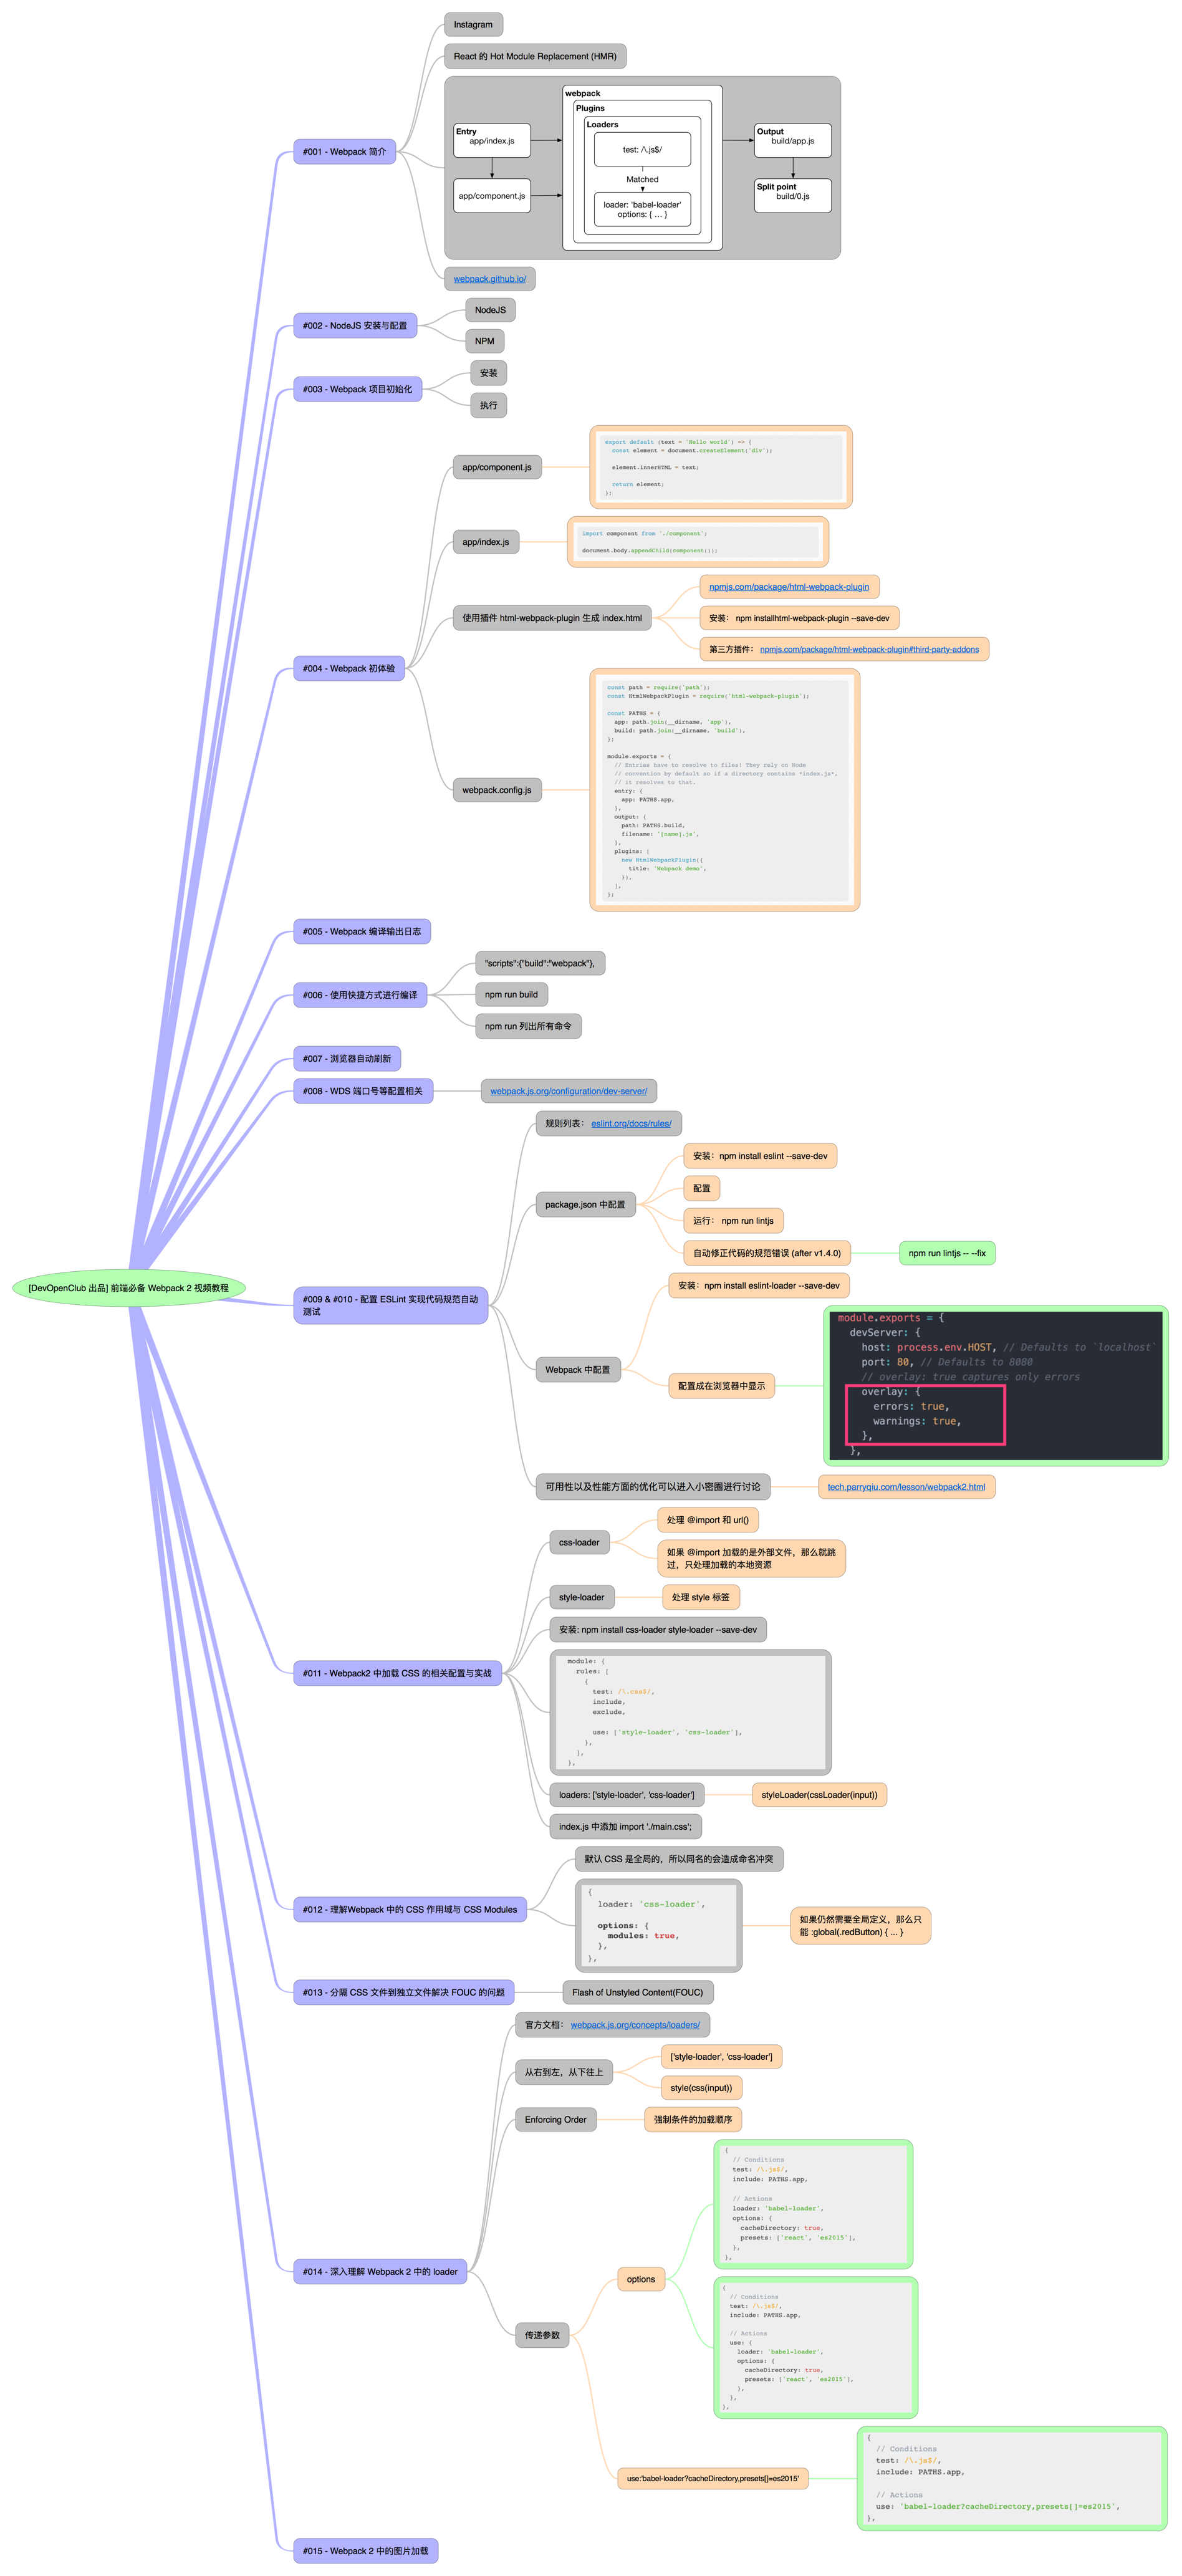 [DevOpenClub 出品] 前端必备 Webpack 2 视频教程
#001 - Webpack 简介
Instagram
React 的 Hot Module Replacement (HMR)
Entry
app/index.js
app/component.js
webpack
Plugins
Loaders
test: /\.js$/
Matched
loader: 'babel-loader'
options: { … }
Output
build/app.js
Split point
build/0.js
webpack.github.io/
#002 - NodeJS 安装与配置
NodeJS
NPM
#003 - Webpack 项目初始化
安装
执行
#004 - Webpack 初体验
app/component.js
export default (text = 'Hello world') => {
const element = document.createElement('div');
element.innerHTML = text;
return element;
};
app/index.js
import component from './component';
document.body.appendChild(component());
使用插件 html-webpack-plugin 生成 index.html
npmjs.com/package/html-webpack-plugin
安装： npm installhtml-webpack-plugin --save-dev
第三方插件： npmjs.com/package/html-webpack-plugin#third-party-addons
webpack.config.js
const path = require('path');
const HtmlWebpackPlugin = require('html-webpack-plugin');
const PATHS = {
app: path.join(__dirname, 'app'),
build: path.join(__dirname, 'build'),
};
module.exports = {
// Entries have to resolve to files! They rely on Node
// convention by default so if a directory contains *index.js*,
// it resolves to that.
entry: {
app: PATHS.app,
},
output: {
path: PATHS.build,
filename: '[name].js',
},
plugins: [
new HtmlWebpackPlugin({
title: 'Webpack demo',
}),
],
};
#005 - Webpack 编译输出日志
#006 - 使用快捷方式进行编译
"scripts":{"build":"webpack"},
npm run build
npm run 列出所有命令
#007 - 浏览器自动刷新
#008 - WDS 端口号等配置相关
webpack.js.org/configuration/dev-server/
#009 & #010 - 配置 ESLint 实现代码规范自动
测试
规则列表： eslint.org/docs/rules/
package.json 中配置
安装：npm install eslint --save-dev
配置
运行： npm run lintjs
自动修正代码的规范错误 (after v1.4.0)
npm run lintjs -- --fix
Webpack 中配置
安装：npm install eslint-loader --save-dev
配置成在浏览器中显示
module.exports = {
devServer: {
host: process.env.HOST, // Defaults to `localhost`
port: 80, // Defaults to 8080
// overlay: true captures only errors
overlay: {
errors: true,
warnings: true,
},
},
可用性以及性能方面的优化可以进入小密圈进行讨论
tech.parryqiu.com/lesson/webpack2.html
#011 - Webpack2 中加载 CSS 的相关配置与实战
css-loader
处理 @import 和 url()
如果 @import 加载的是外部文件，那么就跳
过，只处理加载的本地资源
style-loader
处理 style 标签
安装: npm install css-loader style-loader --save-dev
module: {
rules: [
{
test: /\.css$/,
include,
exclude,
use: ['style-loader', 'css-loader'],
},
],
},
loaders: ['style-loader', 'css-loader']
styleLoader(cssLoader(input))
index.js 中添加 import './main.css';
#012 - 理解Webpack 中的 CSS 作用域与 CSS Modules
默认 CSS 是全局的，所以同名的会造成命名冲突
{
loader: 'css-loader',
options: {
modules: true,
},
},
如果仍然需要全局定义，那么只
能 :global(.redButton) { ... }
#013 - 分隔 CSS 文件到独立文件解决 FOUC 的问题
Flash of Unstyled Content(FOUC)
#014 - 深入理解 Webpack 2 中的 loader
官方文档： webpack.js.org/concepts/loaders/
从右到左，从下往上
['style-loader', 'css-loader']
style(css(input))
Enforcing Order
强制条件的加载顺序
传递参数
options
{
// Conditions
test: /\.js$/,
include: PATHS.app,
// Actions
loader: 'babel-loader',
options: {
cacheDirectory: true,
presets: ['react', 'es2015'],
},
},
{
// Conditions
test: /\.js$/,
include: PATHS.app,
// Actions
use: {
loader: 'babel-loader',
options: {
cacheDirectory: true,
presets: ['react', 'es2015'],
},
},
},
use:'babel-loader?cacheDirectory,presets[]=es2015'
{
// Conditions
test: /\.js$/,
include: PATHS.app,
// Actions
use: 'babel-loader?cacheDirectory,presets[]=es2015',
},
#015 - Webpack 2 中的图片加载